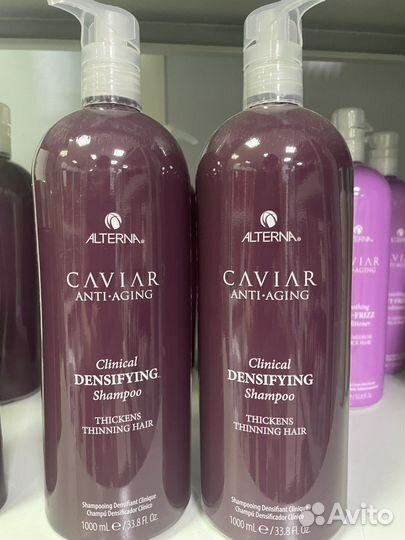 ALTERNA
CAVIAR
ANTI·AGING
Clinical
DENSIFYING
Shampoo
THICKENS
THINNING HAIR
Shampooing Densifiant Clinique
Champú Densificador Clínico
1000 mL e / 33.8 Fl. Oz.
ALTERNA
CAVIAR
ANTI·AGING
Clinical
DENSIFYING
Shampoo
THICKENS
THINNING HAIR
Shampooing Densifiant Clinique
Champú Densificador Clínico
1000 mL e / 33.8 Fl. Oz.
FRIZZ
Avito